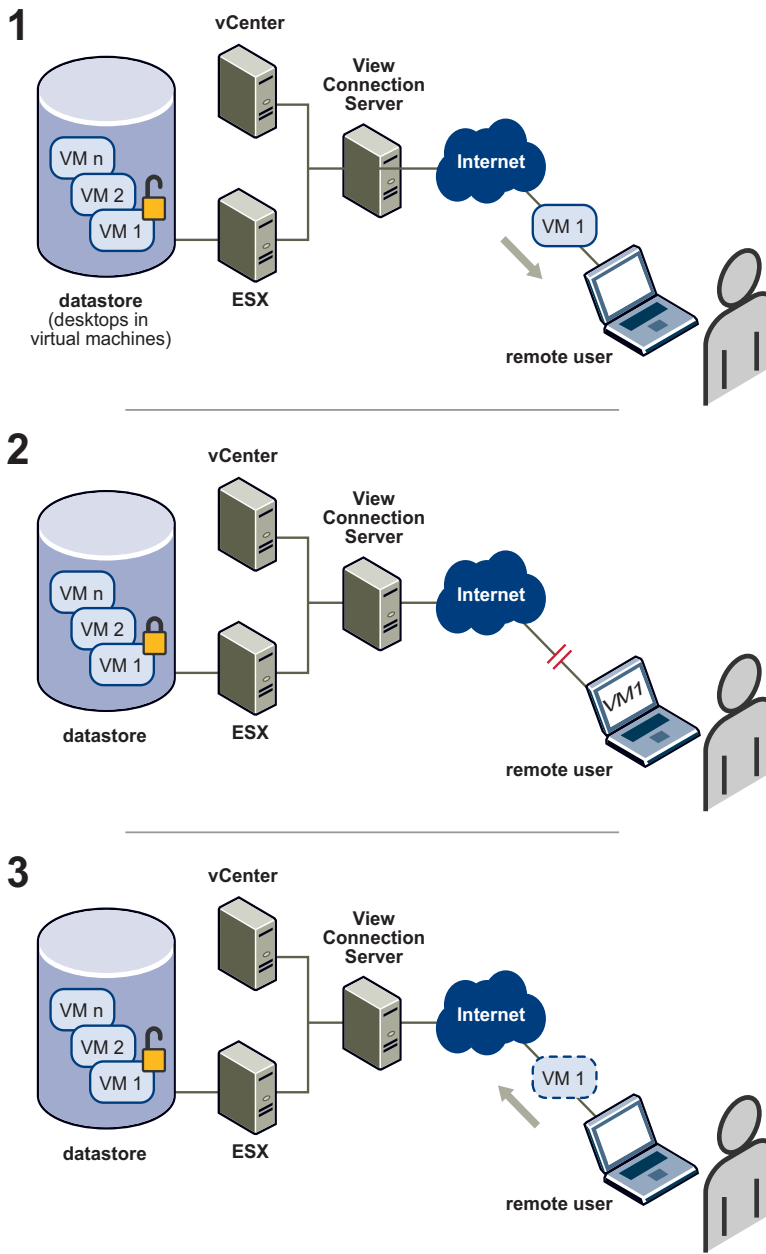 1
vCenter
View
Connection
Server
Internet
VM n
VM 2
VM 1
VM 1
datastore
(desktops in
virtual machines)
ESX
remote user
2
vCenter
View
Connection
Server
Internet
VM n
VM 2
VM 1
VM1
datastore
ESX
remote user
3
vCenter
View
Connection
Server
Internet
VM n
VM 2
VM 1
VM 1
datastore
ESX
remote user